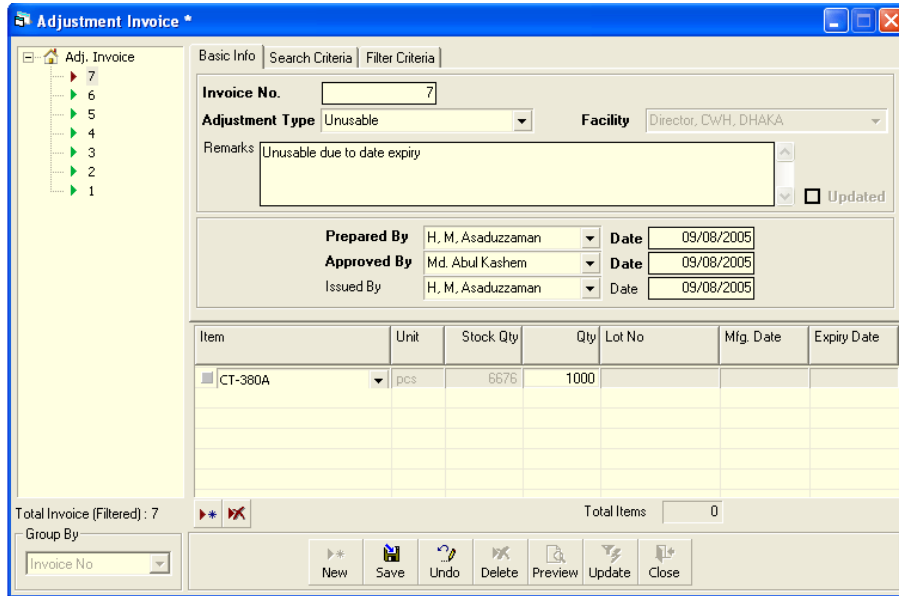 Adjustment Invoice *
Adj. Invoice
7
6
5
4
3
2
1
Total Invoice (Filtered) : 7
Group By
Invoice No
Basic Info Search Criteria Filter Criteria
Invoice No. 7
Adjustment Type Unusable Facility Director, CWH, DHAKA
Remarks Unusable due to date expiry
Updated
Prepared By H, M, Asaduzzaman Date 09/08/2005
Approved By Md. Abul Kashem Date 09/08/2005
Issued By H, M, Asaduzzaman Date 09/08/2005
Item Unit Stock Qty Qty Lot No Mfg. Date Expiry Date
CT-380A pcs 6676 1000
Total Items 0
New Save Undo Delete Preview Update Close